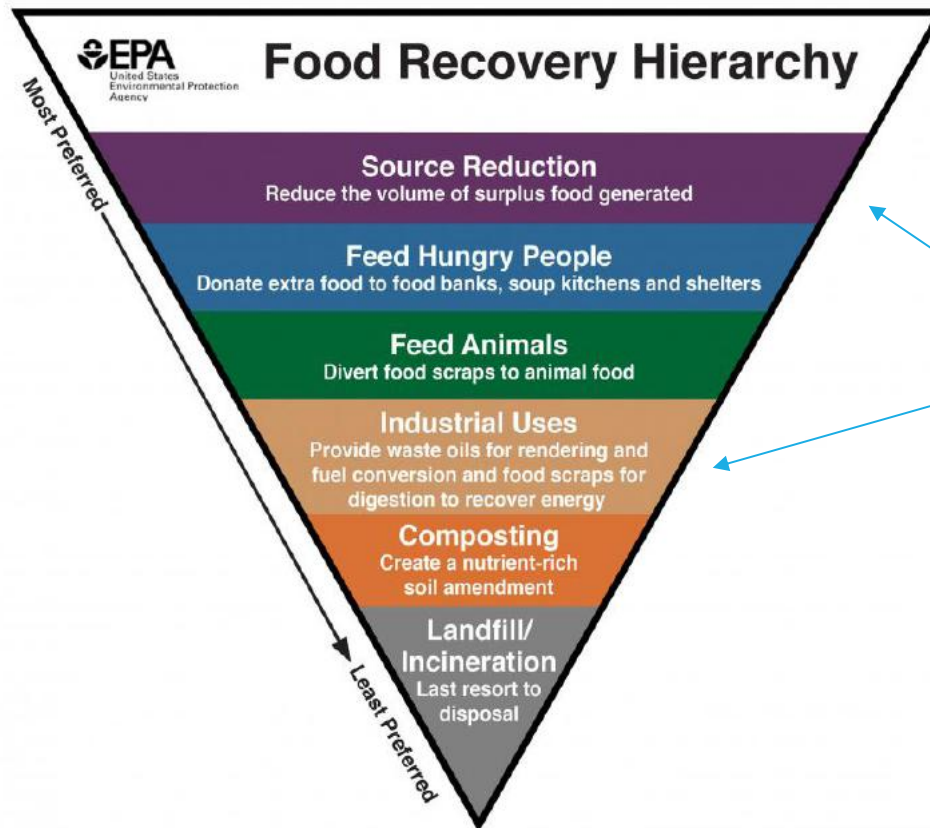 EPA
United States
Environmental Protection
Agency
Food Recovery Hierarchy
Most Preferred
Source Reduction
Reduce the volume of surplus food generated
Feed Hungry People
Donate extra food to food banks, soup kitchens and shelters
Feed Animals
Divert food scraps to animal food
Industrial Uses
Provide waste oils for rendering and
fuel conversion and food scraps for
digestion to recover energy
Composting
Create a nutrient-rich
soil amendment
Landfill/
Incineration
Last resort to
disposal
Least Preferred